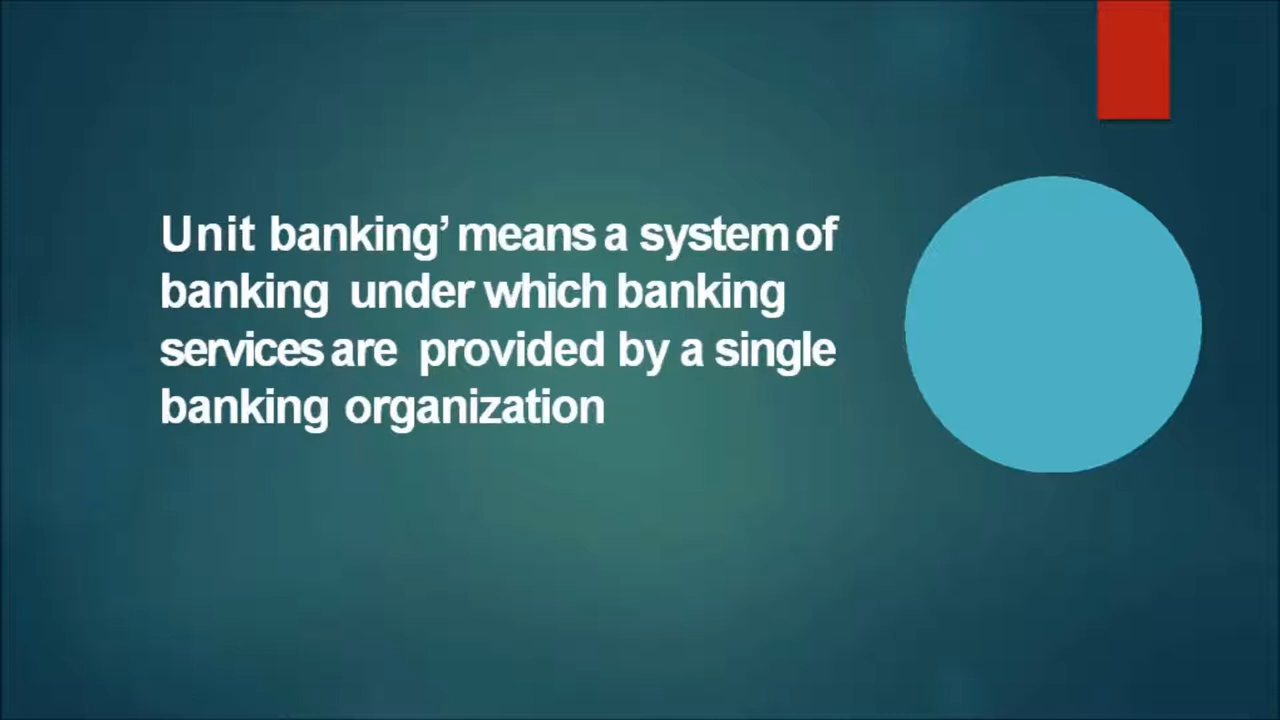 Unit banking’ means a system of
banking under which banking
services are provided by a single
banking organization